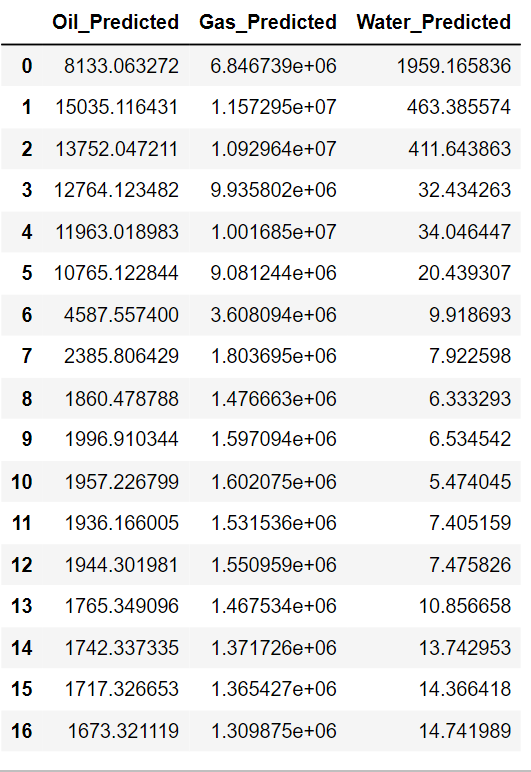 Oil_Predicted Gas_Predicted Water_Predicted
0 8133.063272 6.846739e+06 1959.165836
1 15035.116431 1.157295e+07 463.385574
2 13752.047211 1.092964e+07 411.643863
3 12764.123482 9.935802e+06 32.434263
4 11963.018983 1.001685e+07 34.046447
5 10765.122844 9.081244e+06 20.439307
6 4587.557400 3.608094e+06 9.918693
7 2385.806429 1.803695e+06 7.922598
8 1860.478788 1.476663e+06 6.333293
9 1996.910344 1.597094e+06 6.534542
10 1957.226799 1.602075e+06 5.474045
11 1936.166005 1.531536e+06 7.405159
12 1944.301981 1.550959e+06 7.475826
13 1765.349096 1.467534e+06 10.856658
14 1742.337335 1.371726e+06 13.742953
15 1717.326653 1.365427e+06 14.366418
16 1673.321119 1.309875e+06 14.741989